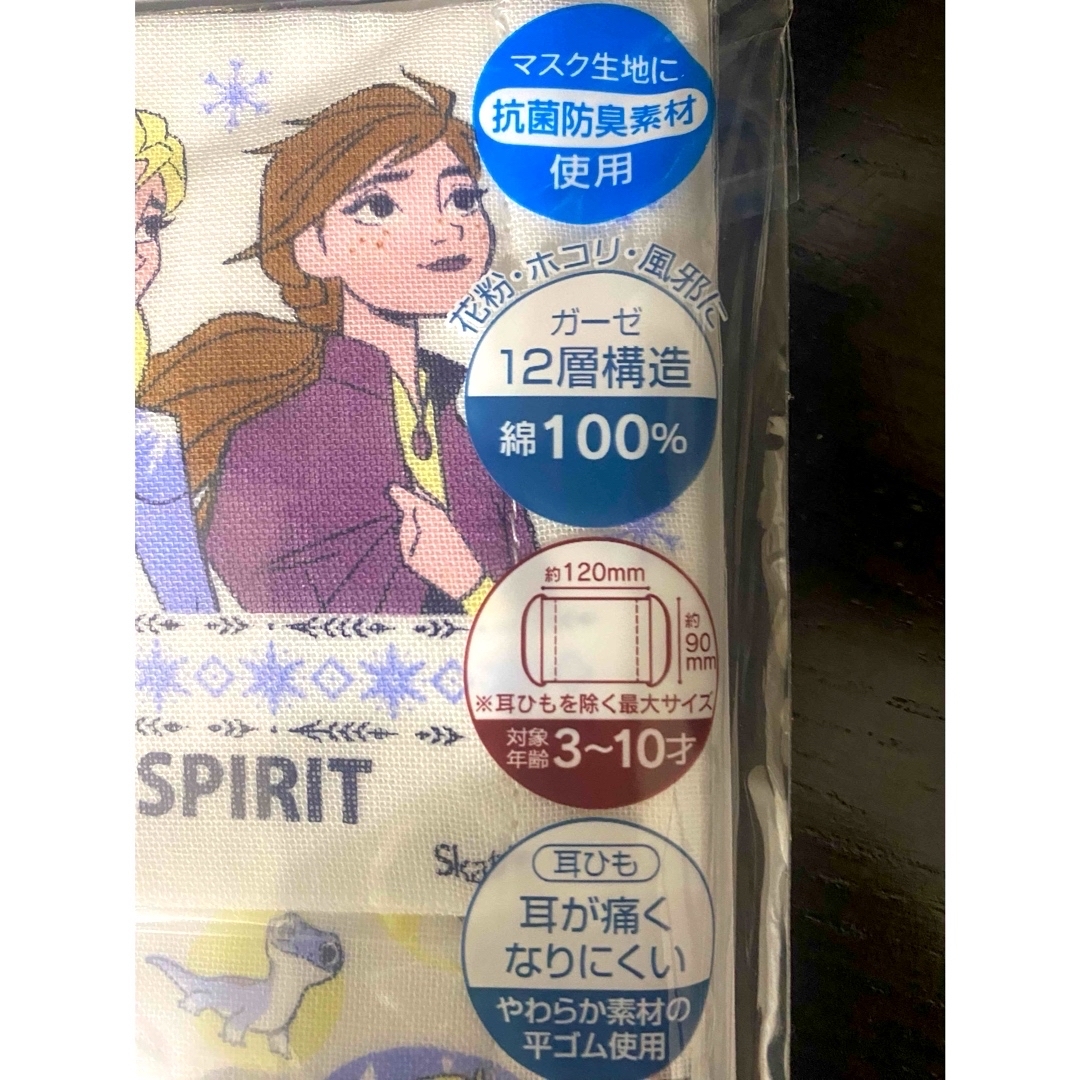 マスク生地に
抗菌防臭素材
使用
花粉・ホコリ・風邪に
ガーゼ
12層構造
綿100%
約120mm
約
90
mm
※耳ひもを除く最大サイズ
対象
年齢
3~10才
SPIRIT
耳ひも
耳が痛く
なりにくい
やわらか素材の
平ゴム使用